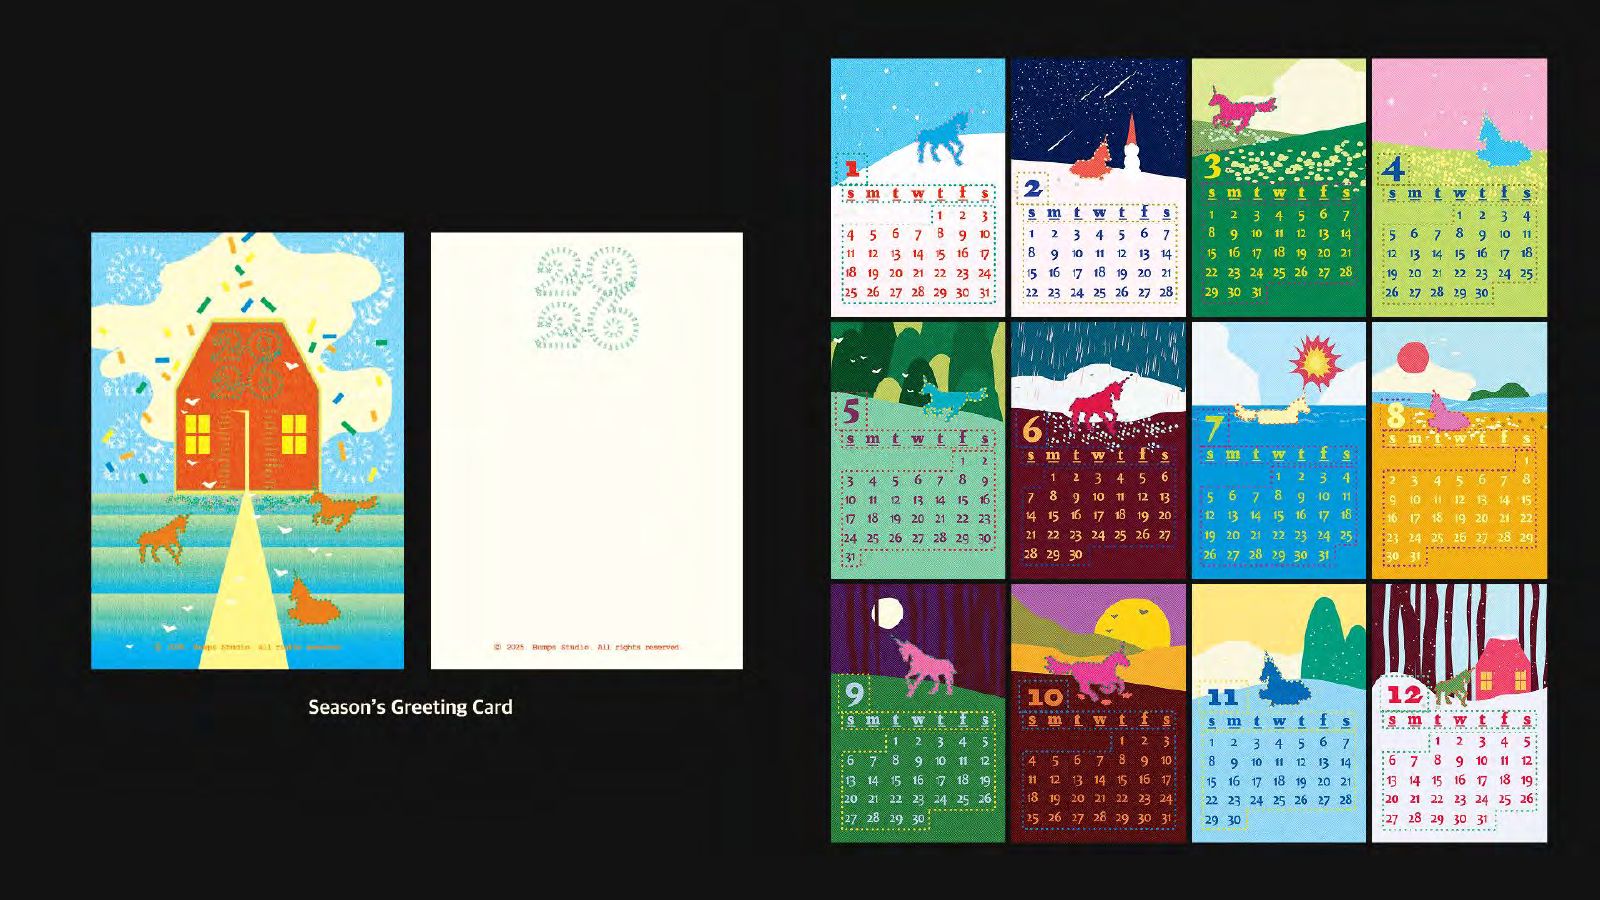 © 2025 Studio. All rights reserved.
Season's Greeting Card
1
s m t w t f s
1 2 3
4 5 6 7 8 9 10
11 12 13 14 15 16 17
18 19 20 21 22 23 24
25 26 27 28 29 30 31
2
s m t w t f s
1 2 3 4 5 6 7
8 9 10 11 12 13 14
15 16 17 18 19 20 21
22 23 24 25 26 27 28
3
s m t w t f s
1 2 3 4 5 6 7
8 9 10 11 12 13 14
15 16 17 18 19 20 21
22 23 24 25 26 27 28
29 30 31
4
s m t w t f s
1 2 3 4
5 6 7 8 9 10 11
12 13 14 15 16 17 18
19 20 21 22 23 24 25
26 27 28 29 30
5
s m t w t f s
1 2
3 4 5 6 7 8 9
10 11 12 13 14 15 16
17 18 19 20 21 22 23
24 25 26 27 28 29 30
31
6
s m t w t f s
1 2 3 4 5 6
7 8 9 10 11 12 13
14 15 16 17 18 19 20
21 22 23 24 25 26 27
28 29 30
7
s m t w t f s
1 2 3 4
5 6 7 8 9 10 11
12 13 14 15 16 17 18
19 20 21 22 23 24 25
26 27 28 29 30 31
8
s m t w t f s
1
2 3 4 5 6 7 8
9 10 11 12 13 14 15
16 17 18 19 20 21 22
23 24 25 26 27 28 29
30 31
9
s m t w t f s
1 2 3 4 5
6 7 8 9 10 11 12
13 14 15 16 17 18 19
20 21 22 23 24 25 26
27 28 29 30
10
s m t w t f s
1 2 3
4 5 6 7 8 9 10
11 12 13 14 15 16 17
18 19 20 21 22 23 24
25 26 27 28 29 30 31
11
s m t w t f s
1 2 3 4 5 6 7
8 9 10 11 12 13 14
15 16 17 18 19 20 21
22 23 24 25 26 27 28
29 30
12
s m t w t f s
1 2 3 4 5
6 7 8 9 10 11 12
13 14 15 16 17 18 19
20 21 22 23 24 25 26
27 28 29 30 31